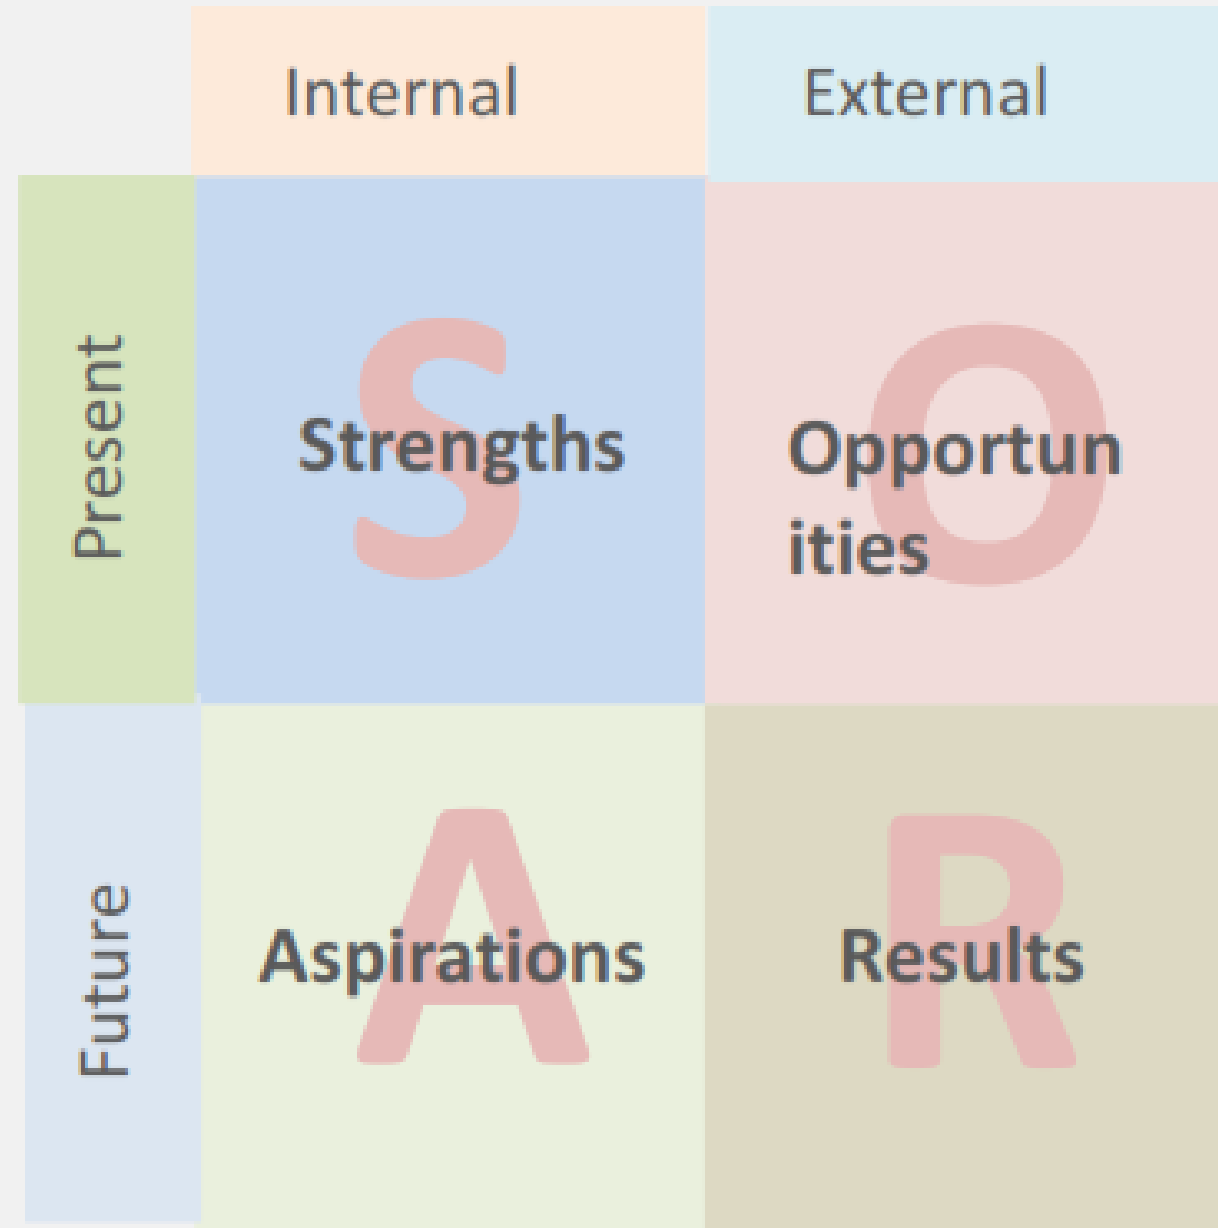 Internal
External
Present
S
Strengths
O
Opportun
ities
Future
A
Aspirations
R
Results